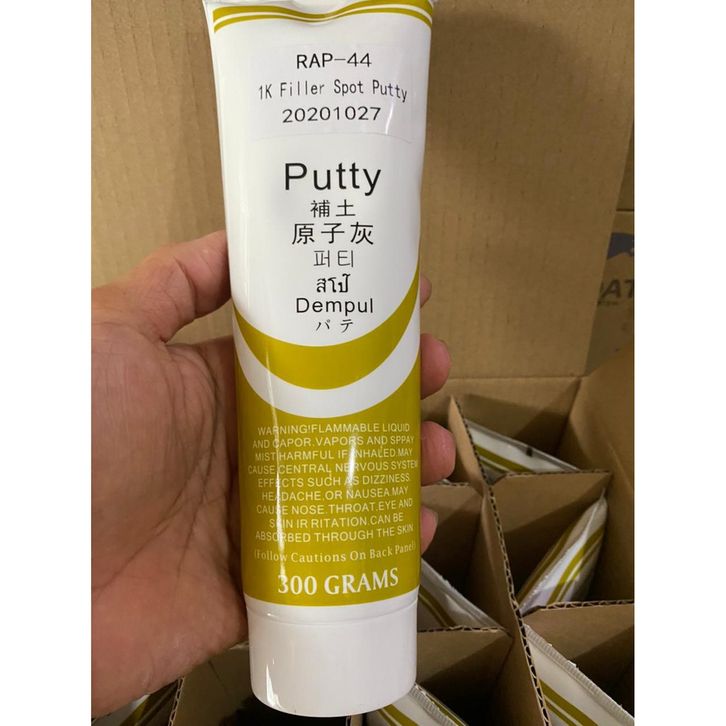 RAP-44
1K Filler Spot Putty
20201027
Putty
補土
原子灰
퍼티
สีโป๊
Dempul
パテ
WARNING!FLAMMABLE LIQUID
AND CAPOR.VAPORS AND SPPAY
MIST HARMFUL IF INHALED.MAY
CAUSE CENTRAL NERVOUS SYSTEM
EFFECTS SUCH AS DIZZINESS.
HEADACHE.OR NAUSEA.MAY
CAUSE NOSE.THROAT.EYE AND
SKIN IR RITATION.CAN BE
ABSORBED THROUGH THE SKIN.
(Follow Cautions On Back Panel)
300 GRAMS